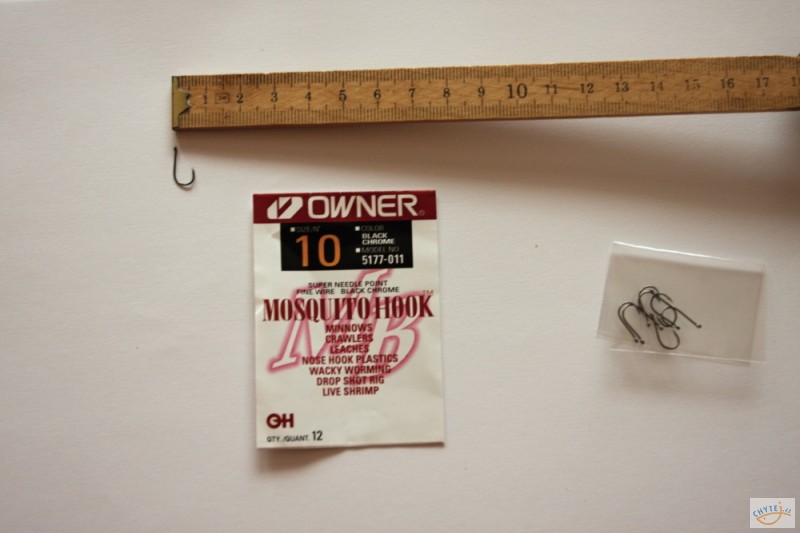 1 2 3 4 5 6 7 8 9 10 11 12 13 14 15 16 17
OWNER
SIZE/N° COLOR
10 BLACK
CHROME
MODEL NO
5177-011
SUPER NEEDLE POINT
FINE WIRE BLACK CHROME
MOSQUITO HOOK™
MINNOWS
CRAWLERS
LEACHES
NOSE HOOK PLASTICS
WACKY WORMING
DROP SHOT RIG
LIVE SHRIMP
QTY./QUANT. 12